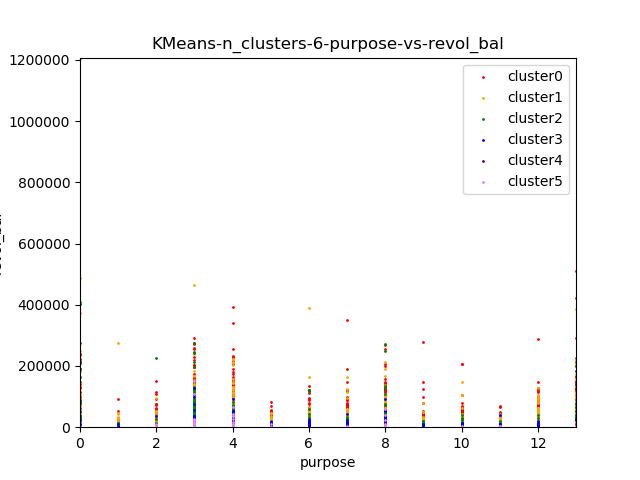 KMeans-n_clusters-6-purpose-vs-revol_bal
1200000
1000000
800000
600000
400000
200000
0
0 2 4 6 8 10 12
purpose
cluster0
cluster1
cluster2
cluster3
cluster4
cluster5